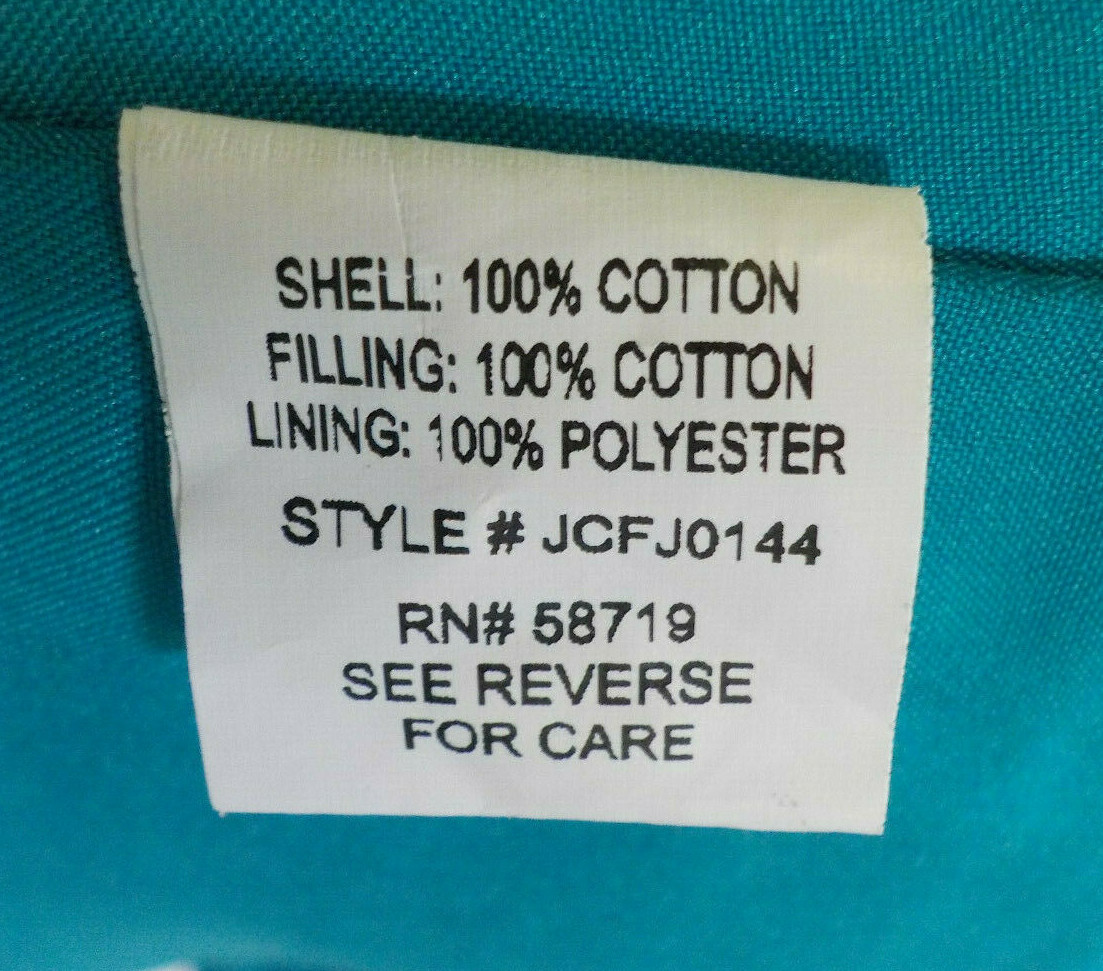 SHELL: 100% COTTON
FILLING: 100% COTTON
LINING: 100% POLYESTER
STYLE # JCFJ0144
RN# 58719
SEE REVERSE
FOR CARE